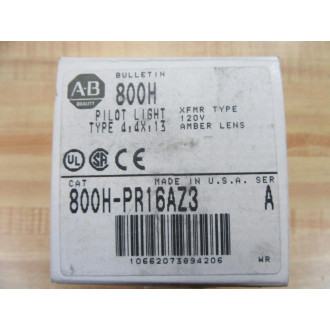 BULLETIN
A-B
QUALITY
800H
PILOT LIGHT
XFMR TYPE
TYPE 4:4X:13
120V
AMBER LENS
UL
SA
CE
CAT
MADE IN U.S.A.
SER
800H-PR16AZ3
A
10662073894206
WR